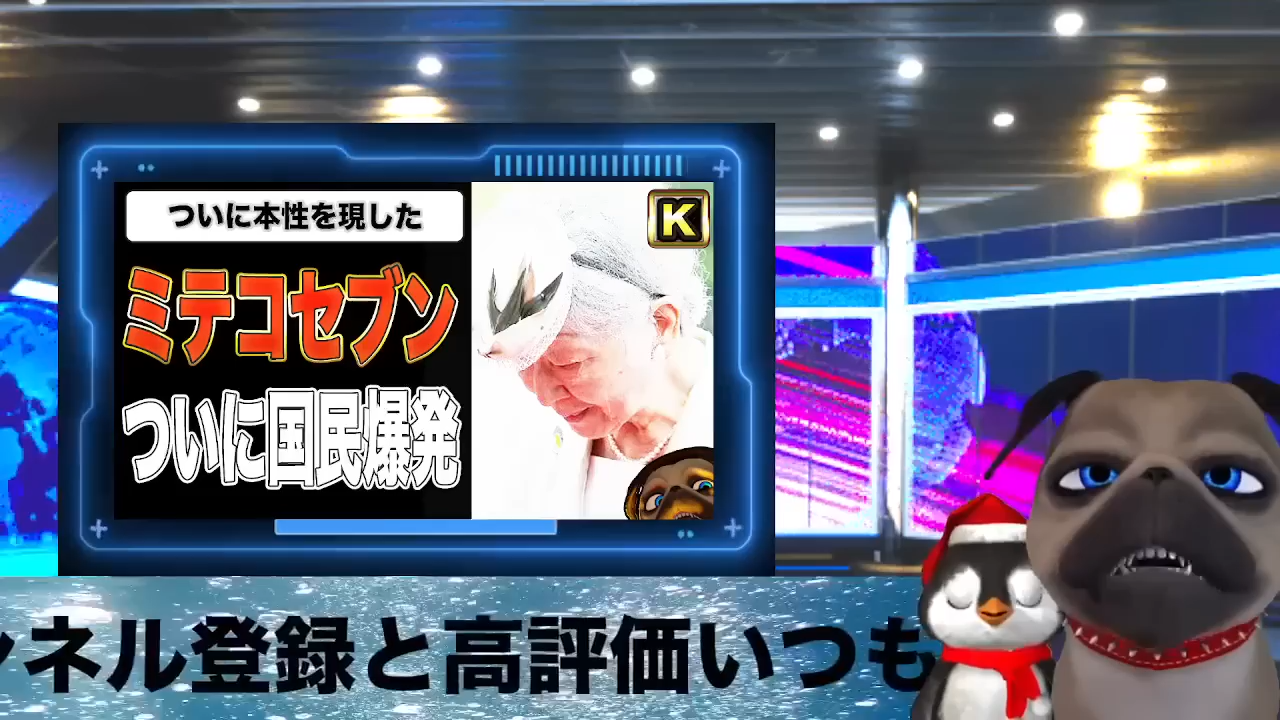 ついに本性を現した
K
ミテコセブン
ついに国民爆発
ンネル登録と高評価いつも